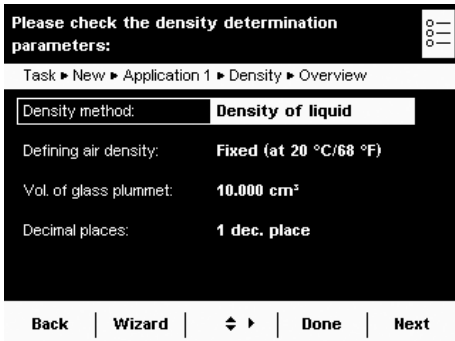 Please check the density determination
parameters:
Task ▸ New ▸ Application 1 ▸ Density ▸ Overview
Density method: Density of liquid
Defining air density: Fixed (at 20 °C/68 °F)
Vol. of glass plummet: 10.000 cm³
Decimal places: 1 dec. place
Back Wizard Done Next